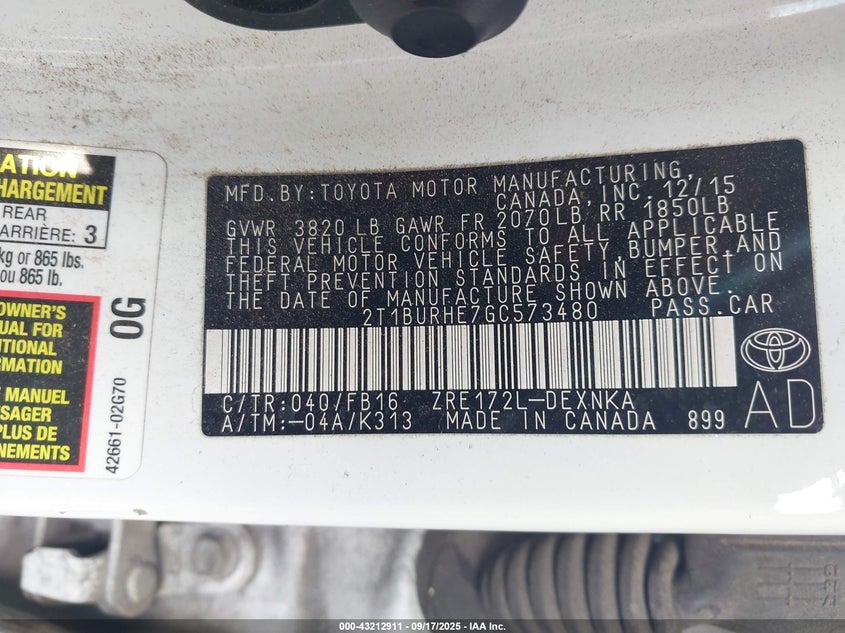 ATION
CHARGEMENT
REAR
ARRIÈRE: 3
kg or 865 lbs.
ou 865 lb.
OWNER'S
UAL FOR
ITIONAL
RMATION
E MANUEL
SAGER
PLUS DE
NEMENTS
0G
42661-02G70
MFD.BY:TOYOTA MOTOR MANUFACTURING,
CANADA,INC. 12/15
GVWR 3820 LB GAWR FR 2070LB RR 1850LB
THIS VEHICLE CONFORMS TO ALL APPLICABLE
FEDERAL MOTOR VEHICLE SAFETY,BUMPER,AND
THEFT PREVENTION STANDARDS IN EFFECT ON
THE DATE OF MANUFACTURE SHOWN ABOVE.
2T1BURHE7GC573480 PASS.CAR
C/TR:040/FB16 ZRE172L-DEXNKA
A/TM:-04A/K313 MADE IN CANADA 899
AD
000-43212911 - 09/17/2025 - IAA Inc.